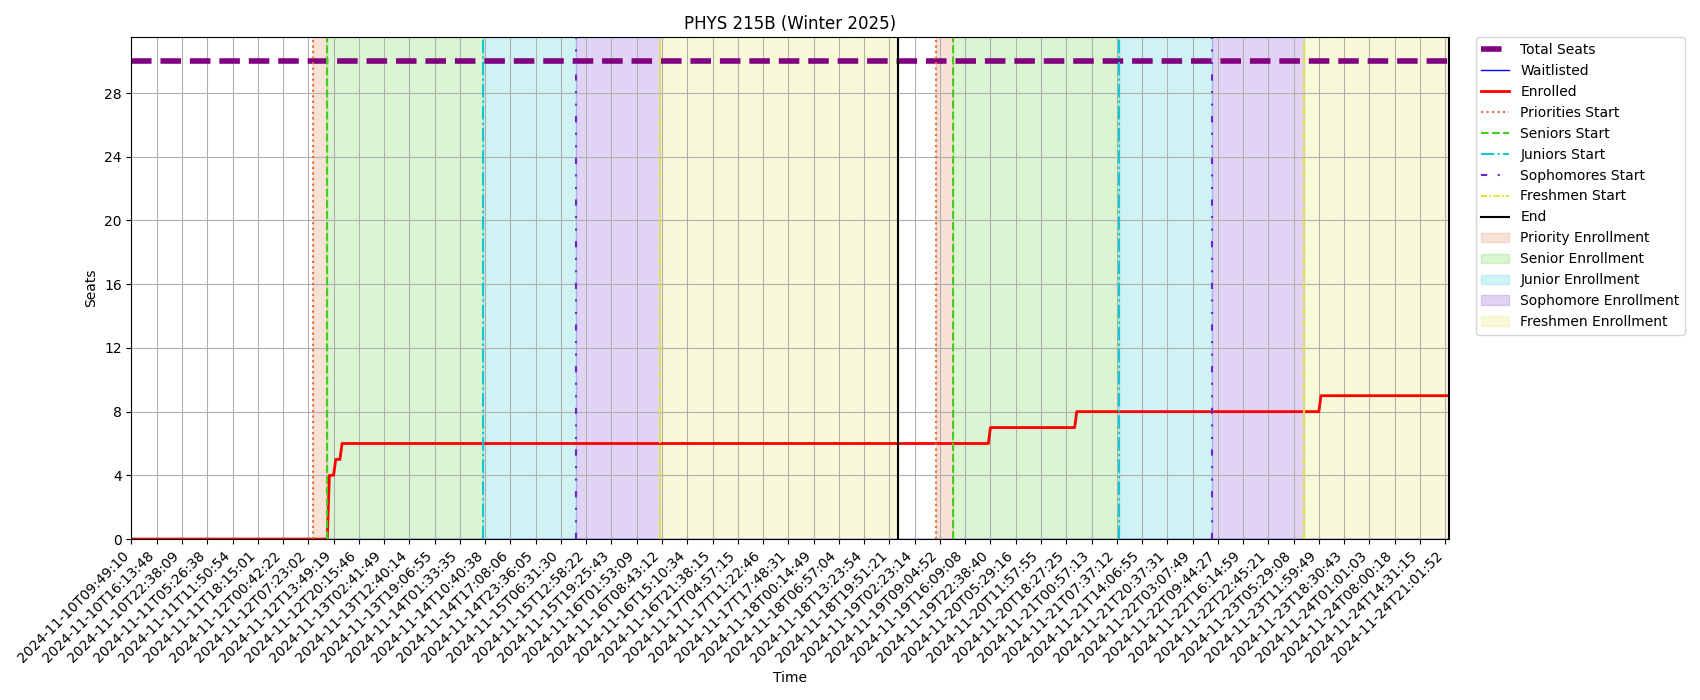 PHYS 215B (Winter 2025)
Seats
28
24
20
16
12
8
4
0
2024-11-10T09:49:10
2024-11-10T16:13:48
2024-11-10T22:38:09
2024-11-11T05:26:38
2024-11-11T11:50:54
2024-11-11T18:15:01
2024-11-12T00:42:22
2024-11-12T07:23:02
2024-11-12T13:49:19
2024-11-12T20:15:46
2024-11-13T02:41:49
2024-11-13T12:40:14
2024-11-13T19:06:55
2024-11-14T01:33:35
2024-11-14T10:40:38
2024-11-14T17:08:06
2024-11-14T23:36:05
2024-11-15T06:31:30
2024-11-15T12:58:22
2024-11-15T19:25:43
2024-11-16T01:53:09
2024-11-16T08:43:12
2024-11-16T15:10:34
2024-11-16T21:38:15
2024-11-17T04:57:15
2024-11-17T11:22:46
2024-11-17T17:48:31
2024-11-18T00:14:49
2024-11-18T06:57:04
2024-11-18T13:23:54
2024-11-18T19:51:21
2024-11-19T02:23:14
2024-11-19T09:04:52
2024-11-19T16:09:08
2024-11-19T22:38:40
2024-11-20T05:29:16
2024-11-20T11:57:55
2024-11-20T18:27:25
2024-11-21T00:57:13
2024-11-21T07:37:12
2024-11-21T14:06:55
2024-11-21T20:37:31
2024-11-22T03:07:49
2024-11-22T09:44:27
2024-11-22T16:14:59
2024-11-22T22:45:21
2024-11-23T05:29:08
2024-11-23T11:59:49
2024-11-23T18:30:43
2024-11-24T01:01:03
2024-11-24T08:00:18
2024-11-24T14:31:15
2024-11-24T21:01:52
Time
Total Seats
Waitlisted
Enrolled
Priorities Start
Seniors Start
Juniors Start
Sophomores Start
Freshmen Start
End
Priority Enrollment
Senior Enrollment
Junior Enrollment
Sophomore Enrollment
Freshmen Enrollment